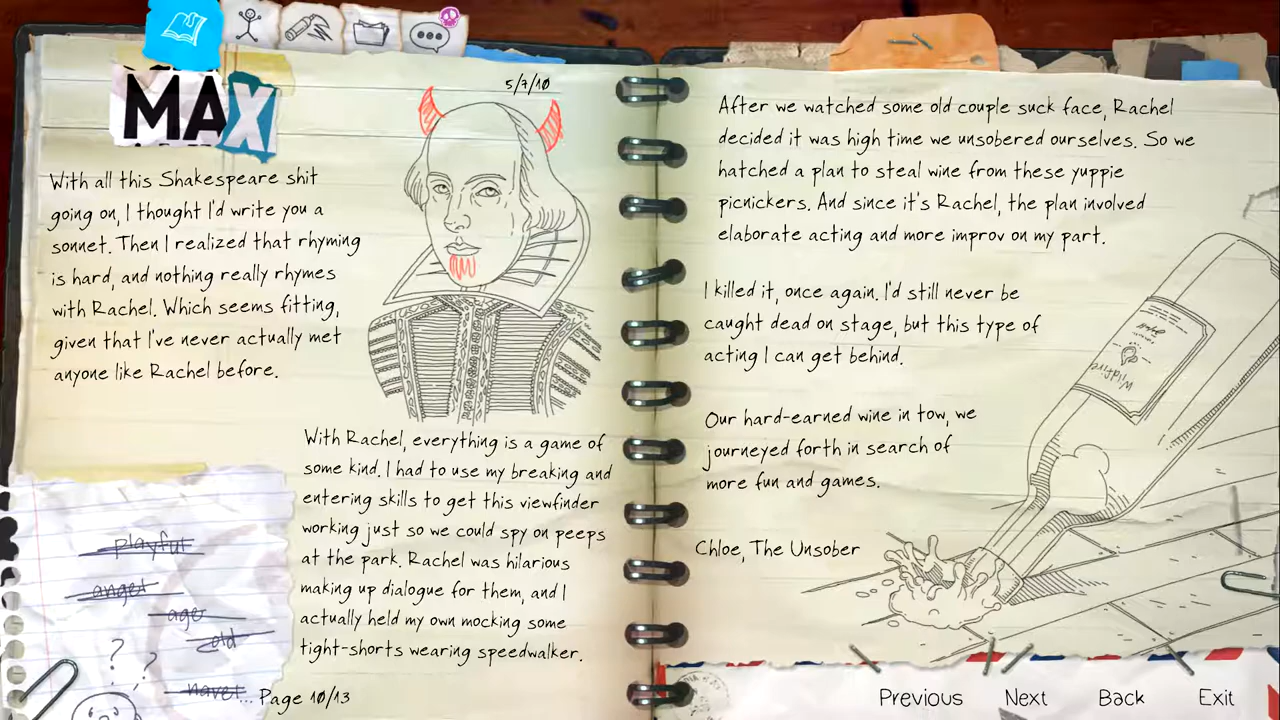 MAX
5/7/10
With all this Shakespeare shit
going on, I thought I'd write you a
sonnet. Then I realized that rhyming
is hard, and nothing really rhymes
with Rachel. Which seems fitting,
given that I've never actually met
anyone like Rachel before.
With Rachel, everything is a game of
some kind. I had to use my breaking and
entering skills to get this viewfinder
working just so we could spy on peeps
at the park. Rachel was hilarious
making up dialogue for them, and I
actually held my own mocking some
tight-shorts wearing speedwalker.
playful
angel
age
old
navel
? ?
Page 10/13
After we watched some old couple suck face, Rachel
decided it was high time we unsobered ourselves. So we
hatched a plan to steal wine from these yuppie
picnickers. And since it's Rachel, the plan involved
elaborate acting and more improv on my part.
I killed it, once again. I'd still never be
caught dead on stage, but this type of
acting I can get behind.
Our hard-earned wine in tow, we
journeyed forth in search of
more fun and games.
Chloe, The Unsober
Wildfire
Previous Next Back Exit